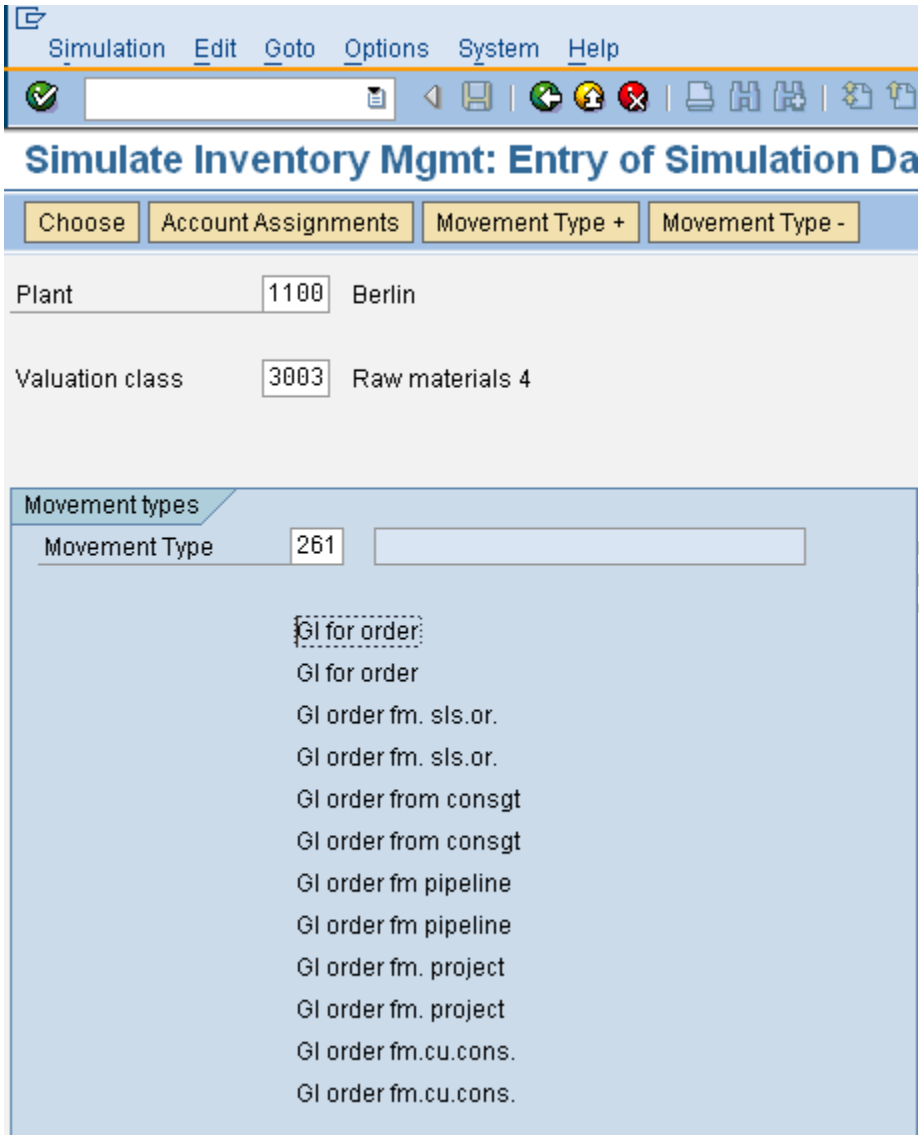 Simulation Edit Goto Options System Help
Simulate Inventory Mgmt: Entry of Simulation Da
Choose Account Assignments Movement Type + Movement Type -
Plant 1100 Berlin
Valuation class 3003 Raw materials 4
Movement types
Movement Type 261
GI for order
GI for order
GI order fm. sls.or.
GI order fm. sls.or.
GI order from consgt
GI order from consgt
GI order fm pipeline
GI order fm pipeline
GI order fm. project
GI order fm. project
GI order fm.cu.cons.
GI order fm.cu.cons.